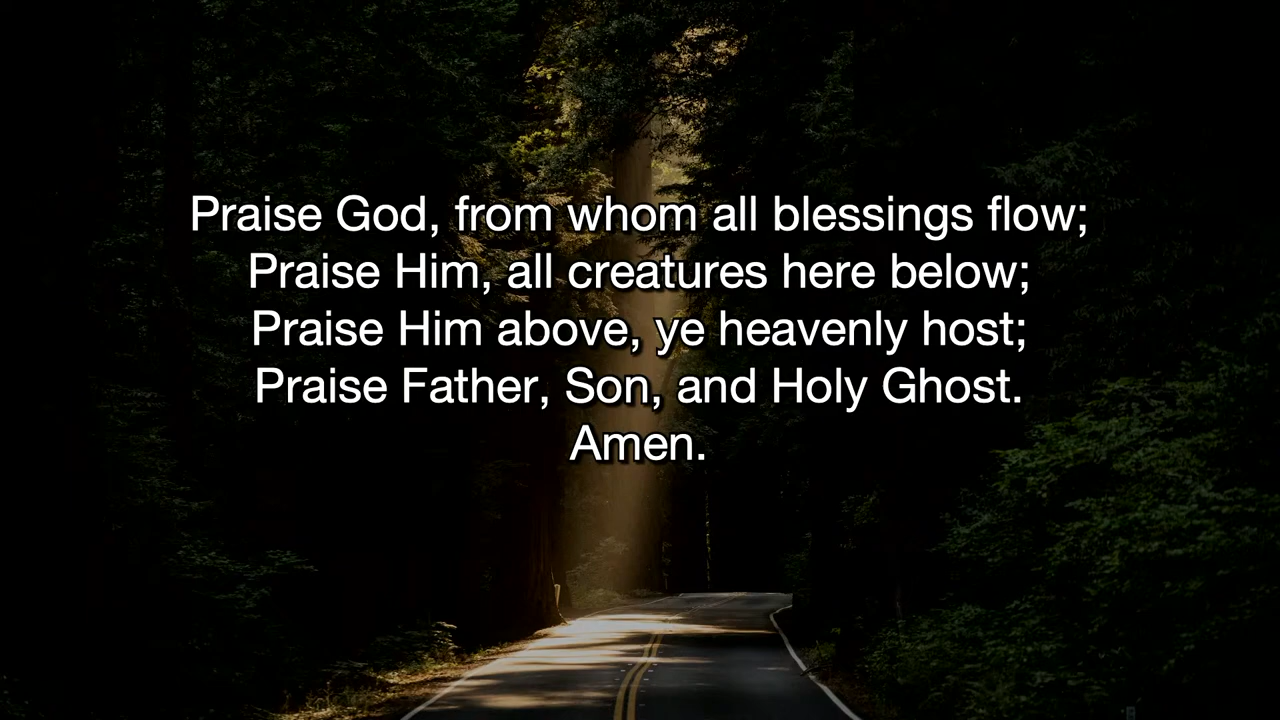 Praise God, from whom all blessings flow;
Praise Him, all creatures here below;
Praise Him above, ye heavenly host;
Praise Father, Son, and Holy Ghost.
Amen.